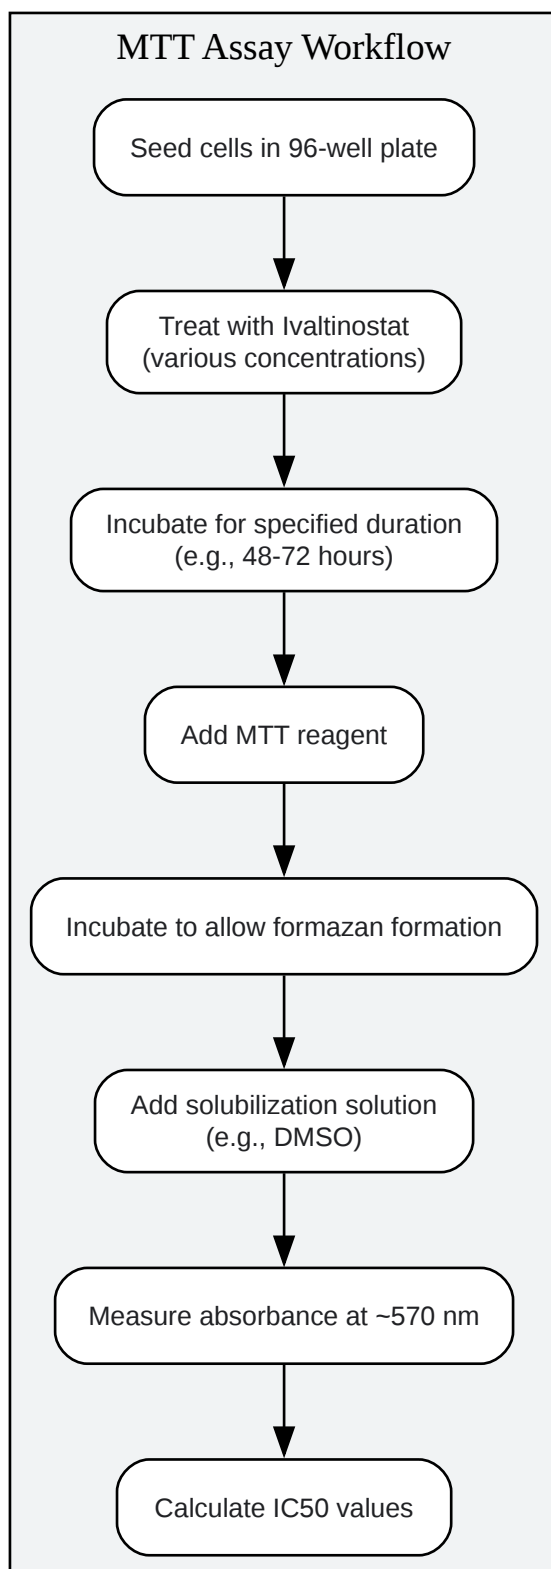 MTT Assay Workflow
Seed cells in 96-well plate
Treat with Ivaltinostat
(various concentrations)
Incubate for specified duration
(e.g., 48-72 hours)
Add MTT reagent
Incubate to allow formazan formation
Add solubilization solution
(e.g., DMSO)
Measure absorbance at ~570 nm
Calculate IC50 values